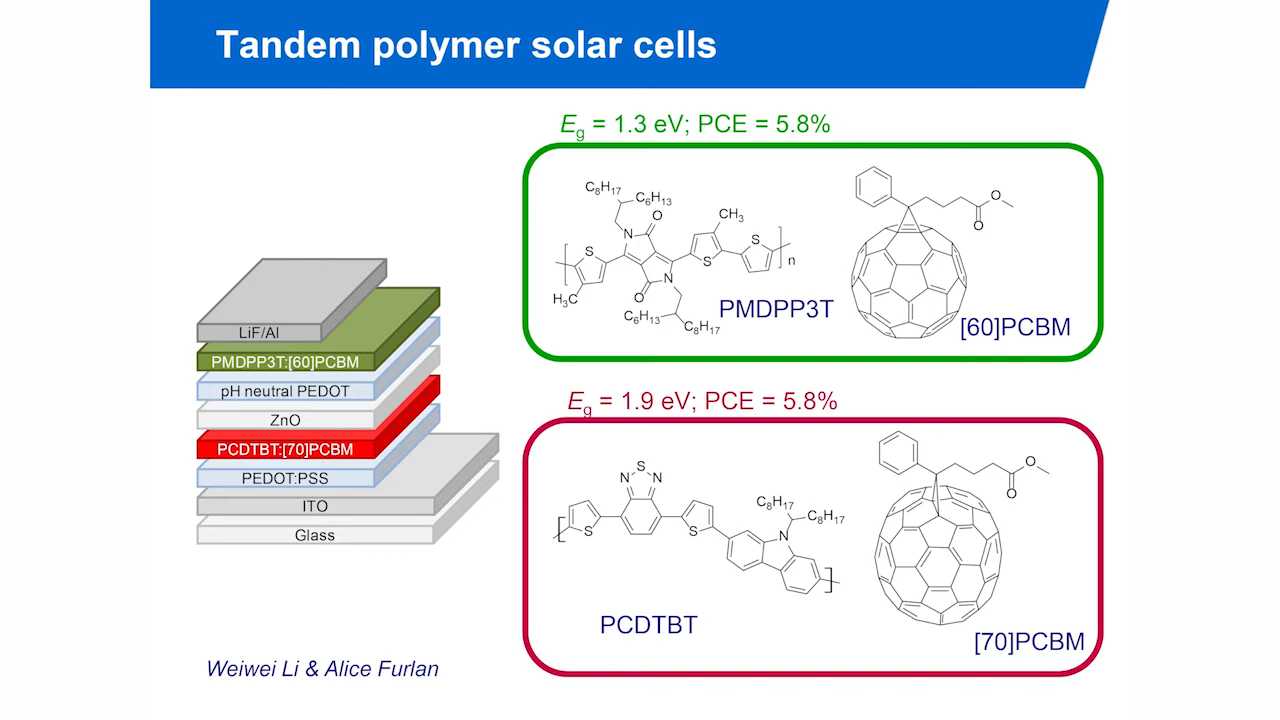 Tandem polymer solar cells
Eg = 1.3 eV; PCE = 5.8%
C8H17
C6H13
O
N
CH3
S
S
S
n
N
H3C
O
C6H13
C8H17
PMDPP3T
O
O
[60]PCBM
LiF/Al
PMDPP3T:[60]PCBM
pH neutral PEDOT
ZnO
PCDTBT:[70]PCBM
PEDOT:PSS
ITO
Glass
Eg = 1.9 eV; PCE = 5.8%
S
N N
S
S
C8H17
C8H17
N
PCDTBT
O
O
[70]PCBM
Weiwei Li & Alice Furlan